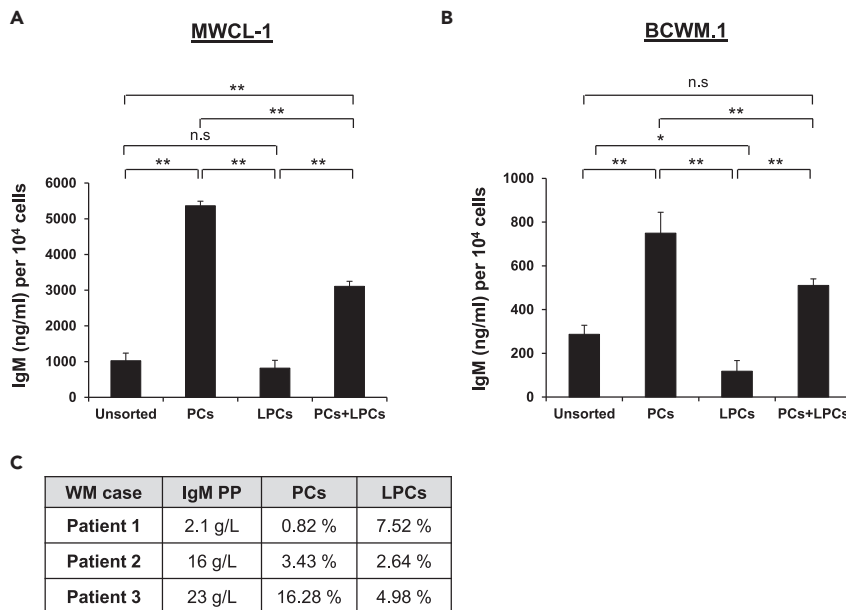 A
MWCL-1
**
**
n.s
** ** **
IgM (ng/ml) per 10⁴ cells
6000
5000
4000
3000
2000
1000
0
Unsorted PCs LPCs PCs+LPCs
B
BCWM.1
n.s
**
*
** ** **
IgM (ng/ml) per 10⁴ cells
1000
800
600
400
200
0
Unsorted PCs LPCs PCs+LPCs
C
WM case IgM PP PCs LPCs
Patient 1 2.1 g/L 0.82 % 7.52 %
Patient 2 16 g/L 3.43 % 2.64 %
Patient 3 23 g/L 16.28 % 4.98 %